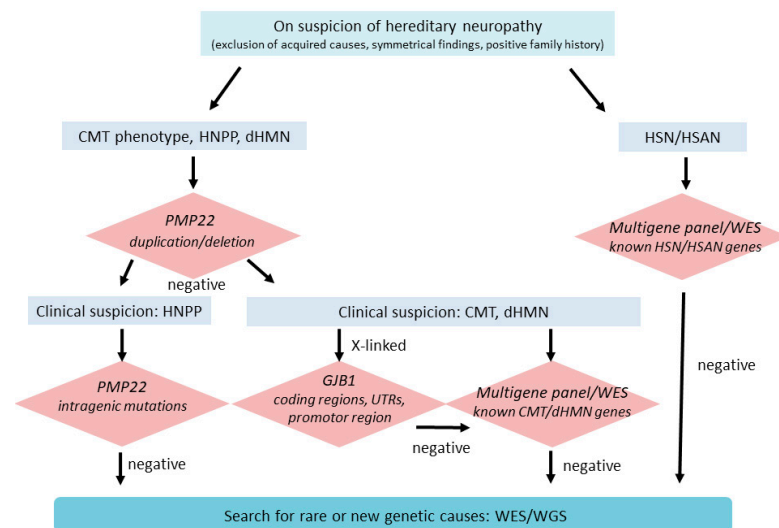 On suspicion of hereditary neuropathy
(exclusion of acquired causes, symmetrical findings, positive family history)
CMT phenotype, HNPP, dHMN
HSN/HSAN
PMP22
duplication/deletion
Multigene panel/WES
known HSN/HSAN genes
negative
Clinical suspicion: HNPP
Clinical suspicion: CMT, dHMN
X-linked
negative
PMP22
intragenic mutations
GJB1
coding regions, UTRs,
promotor region
Multigene panel/WES
known CMT/dHMN genes
negative
negative
negative
Search for rare or new genetic causes: WES/WGS